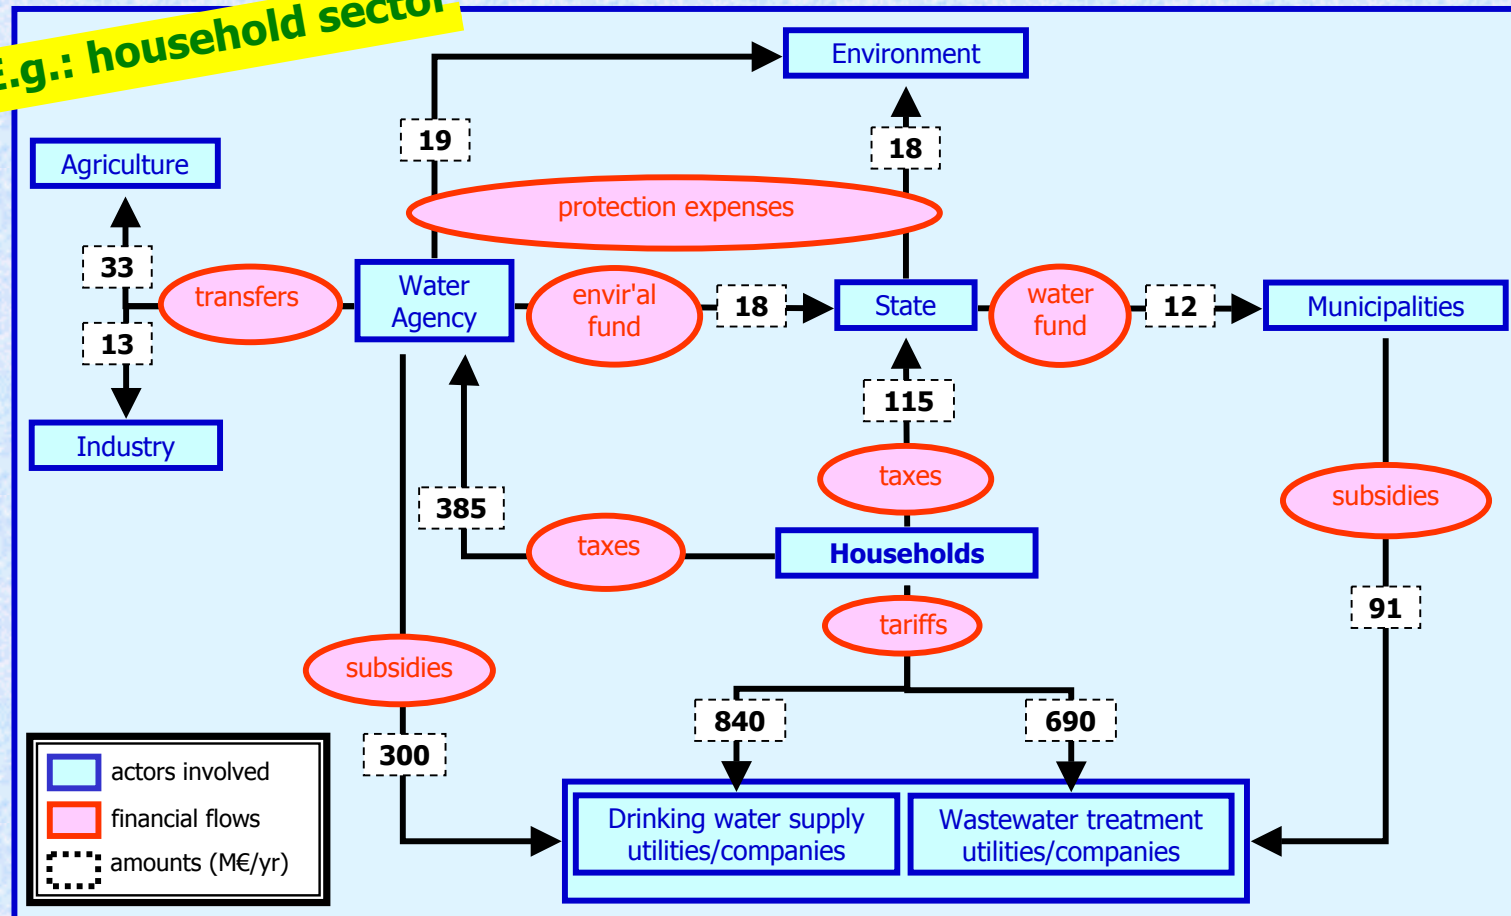 E.g.: household sector
Environment
19
18
Agriculture
protection expenses
33
transfers
Water
Agency
envir'al
fund
18
State
water
fund
12
Municipalities
13
115
Industry
taxes
subsidies
385
taxes
Households
91
tariffs
subsidies
840
690
300
actors involved
financial flows
amounts (M€/yr)
Drinking water supply
utilities/companies
Wastewater treatment
utilities/companies